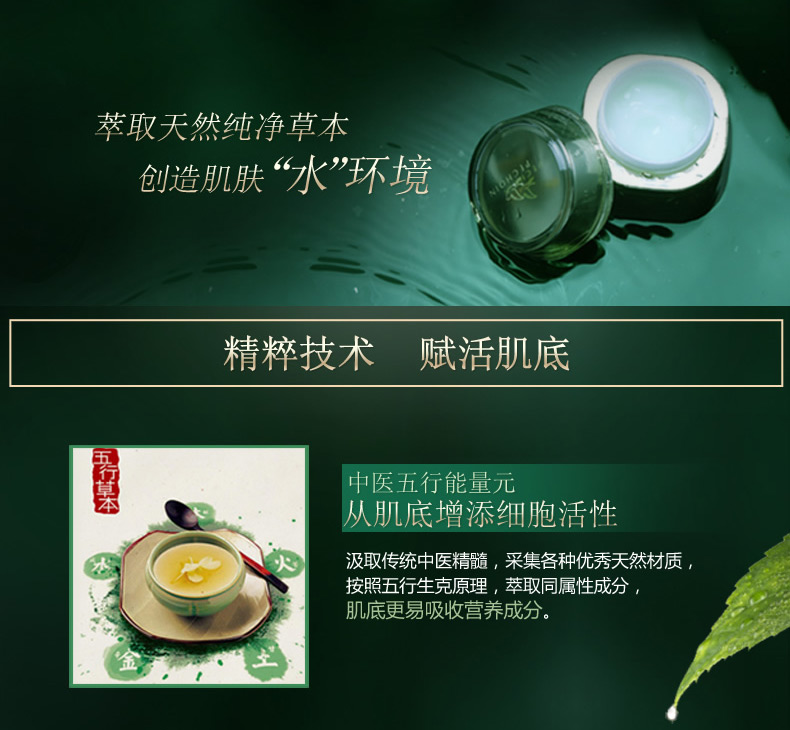 萃取天然纯净草本
创造肌肤“水”环境
精粹技术 赋活肌底
五行草本
木
水
火
金
土
中医五行能量元
从肌底增添细胞活性
汲取传统中医精髓，采集各种优秀天然材质，
按照五行生克原理，萃取同属性成分，
肌底更易吸收营养成分。